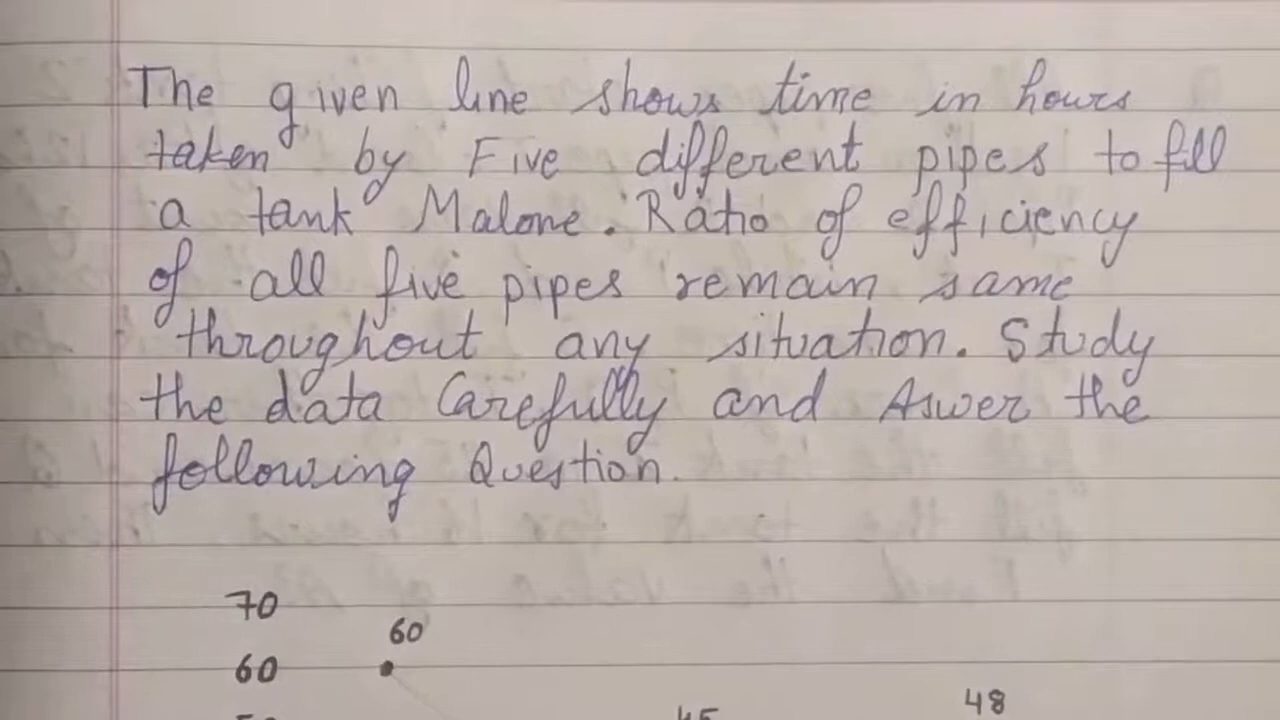 The given line shows time in hours
taken by Five different pipes to fill
a tank Malone. Ratio of efficiency
of all five pipes remain same
throughout any situation. Study
the data Carefully and Aswer the
following Question.
70
60
60
48